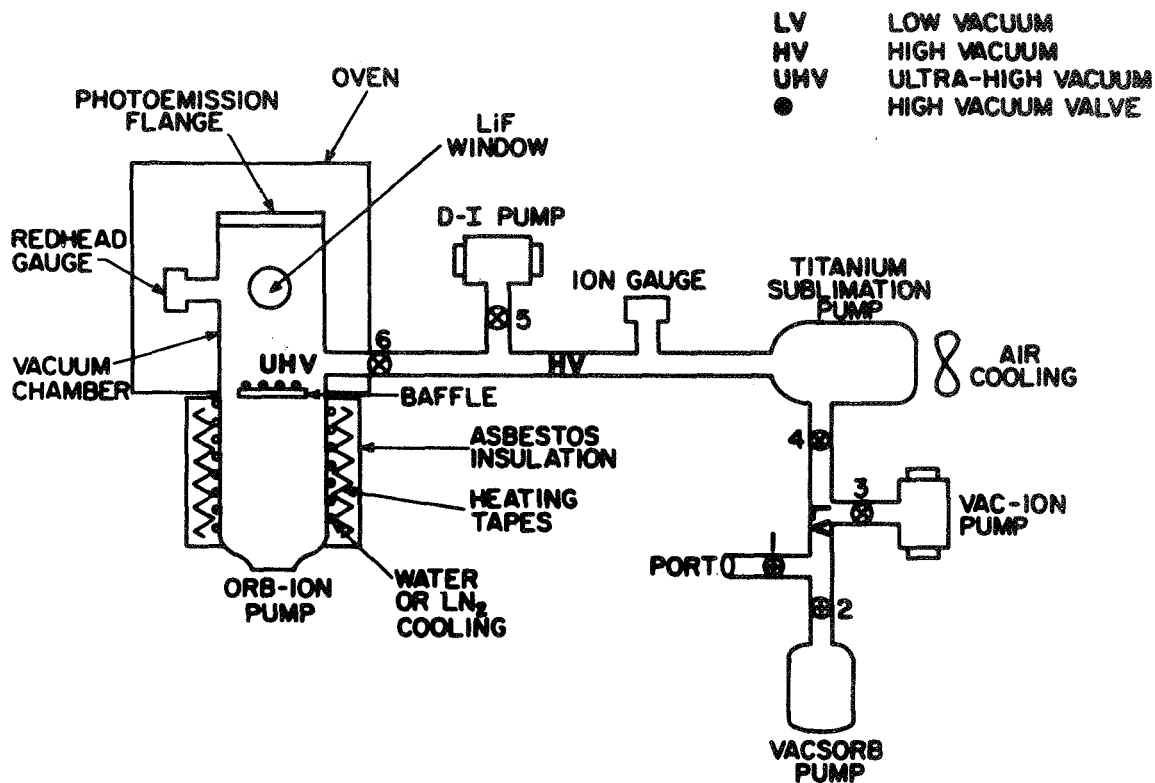 LV LOW VACUUM
HV HIGH VACUUM
UHV ULTRA-HIGH VACUUM
HIGH VACUUM VALVE
OVEN
PHOTOEMISSION
FLANGE
LiF
WINDOW
D-I PUMP
REDHEAD
GAUGE
ION GAUGE
TITANIUM
SUBLIMATION
PUMP
5
6
UHV
HV
VACUUM
CHAMBER
AIR
COOLING
BAFFLE
4
ASBESTOS
INSULATION
3
HEATING
TAPES
VAC-ION
PUMP
1
PORT
ORB-ION
PUMP
WATER
OR LN2
COOLING
2
VACSORB
PUMP